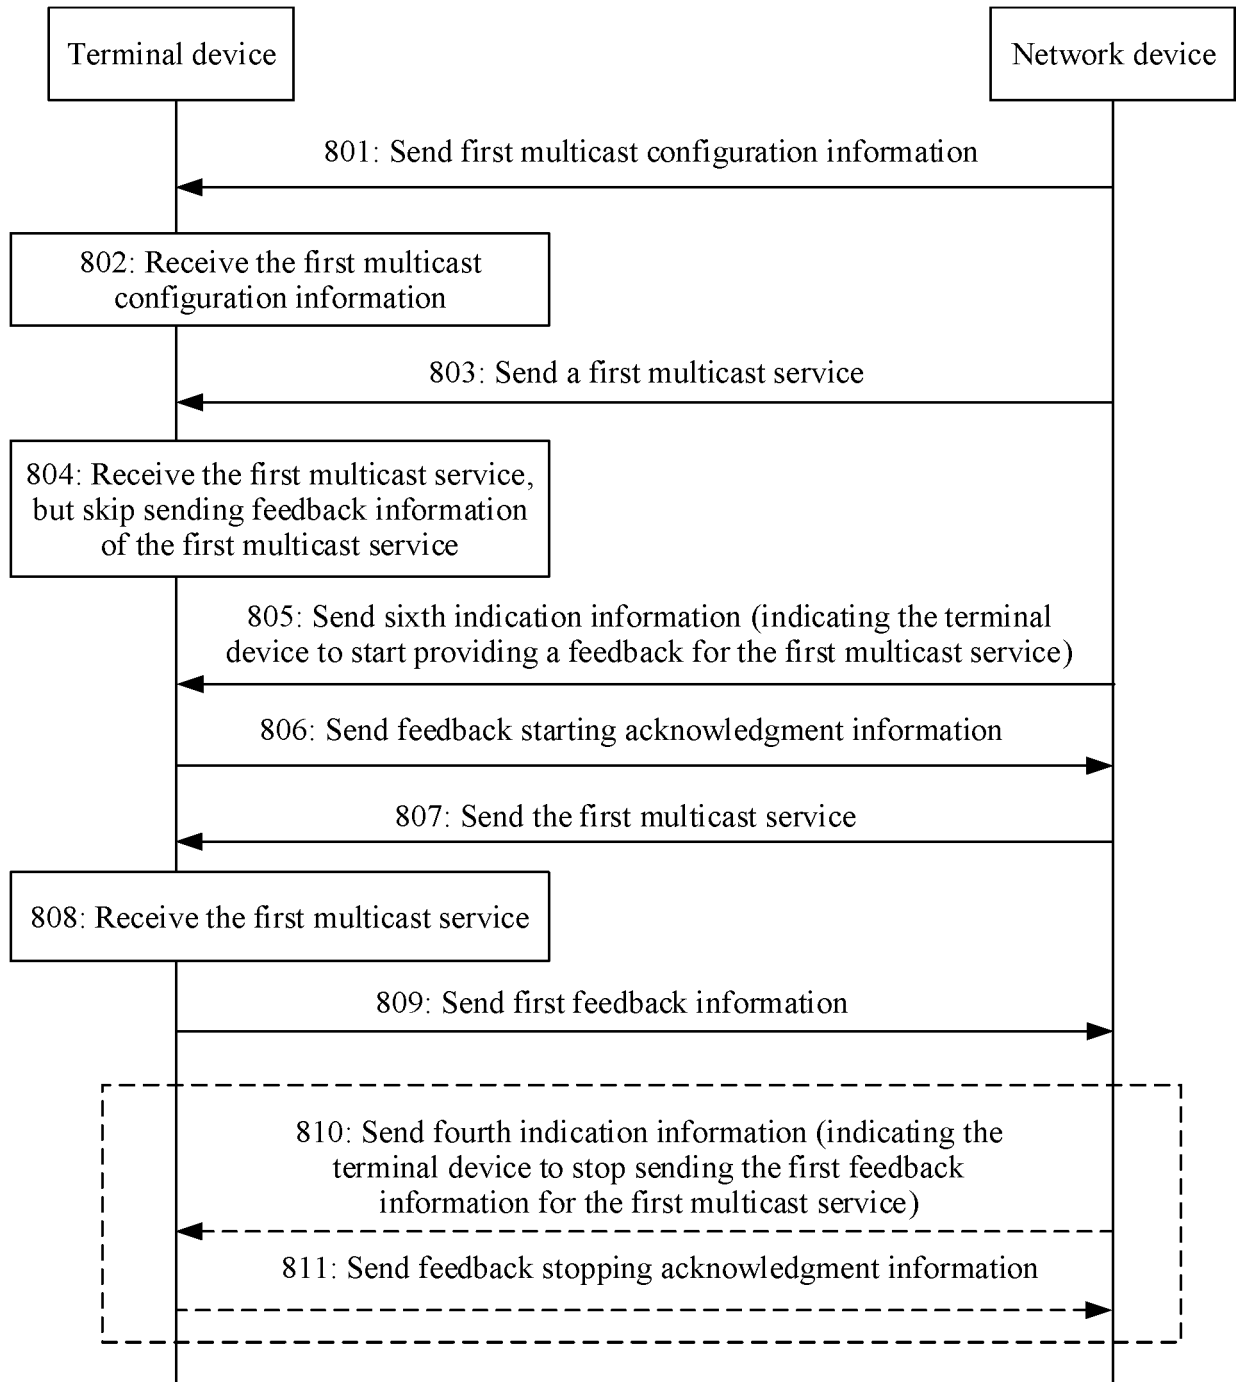 Terminal device
Network device
801: Send first multicast configuration information
802: Receive the first multicast
configuration information
803: Send a first multicast service
804: Receive the first multicast service,
but skip sending feedback information
of the first multicast service
805: Send sixth indication information (indicating the terminal
device to start providing a feedback for the first multicast service)
806: Send feedback starting acknowledgment information
807: Send the first multicast service
808: Receive the first multicast service
809: Send first feedback information
810: Send fourth indication information (indicating the
terminal device to stop sending the first feedback
information for the first multicast service)
811: Send feedback stopping acknowledgment information